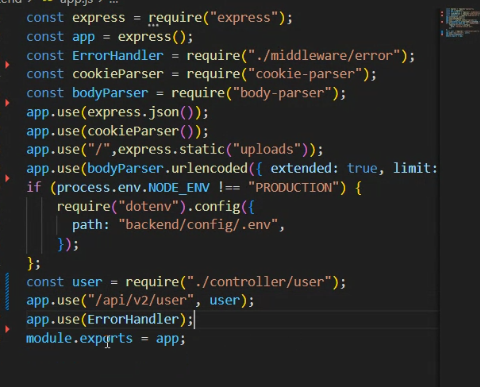 end > app.js > ...
const express = require("express");
const app = express();
const ErrorHandler = require("./middleware/error");
const cookieParser = require("cookie-parser");
const bodyParser = require("body-parser");
app.use(express.json());
app.use(cookieParser());
app.use("/",express.static("uploads"));
app.use(bodyParser.urlencoded({ extended: true, limit:
if (process.env.NODE_ENV !== "PRODUCTION") {
require("dotenv").config({
path: "backend/config/.env",
});
};
const user = require("./controller/user");
app.use("/api/v2/user", user);
app.use(ErrorHandler);
module.exports = app;